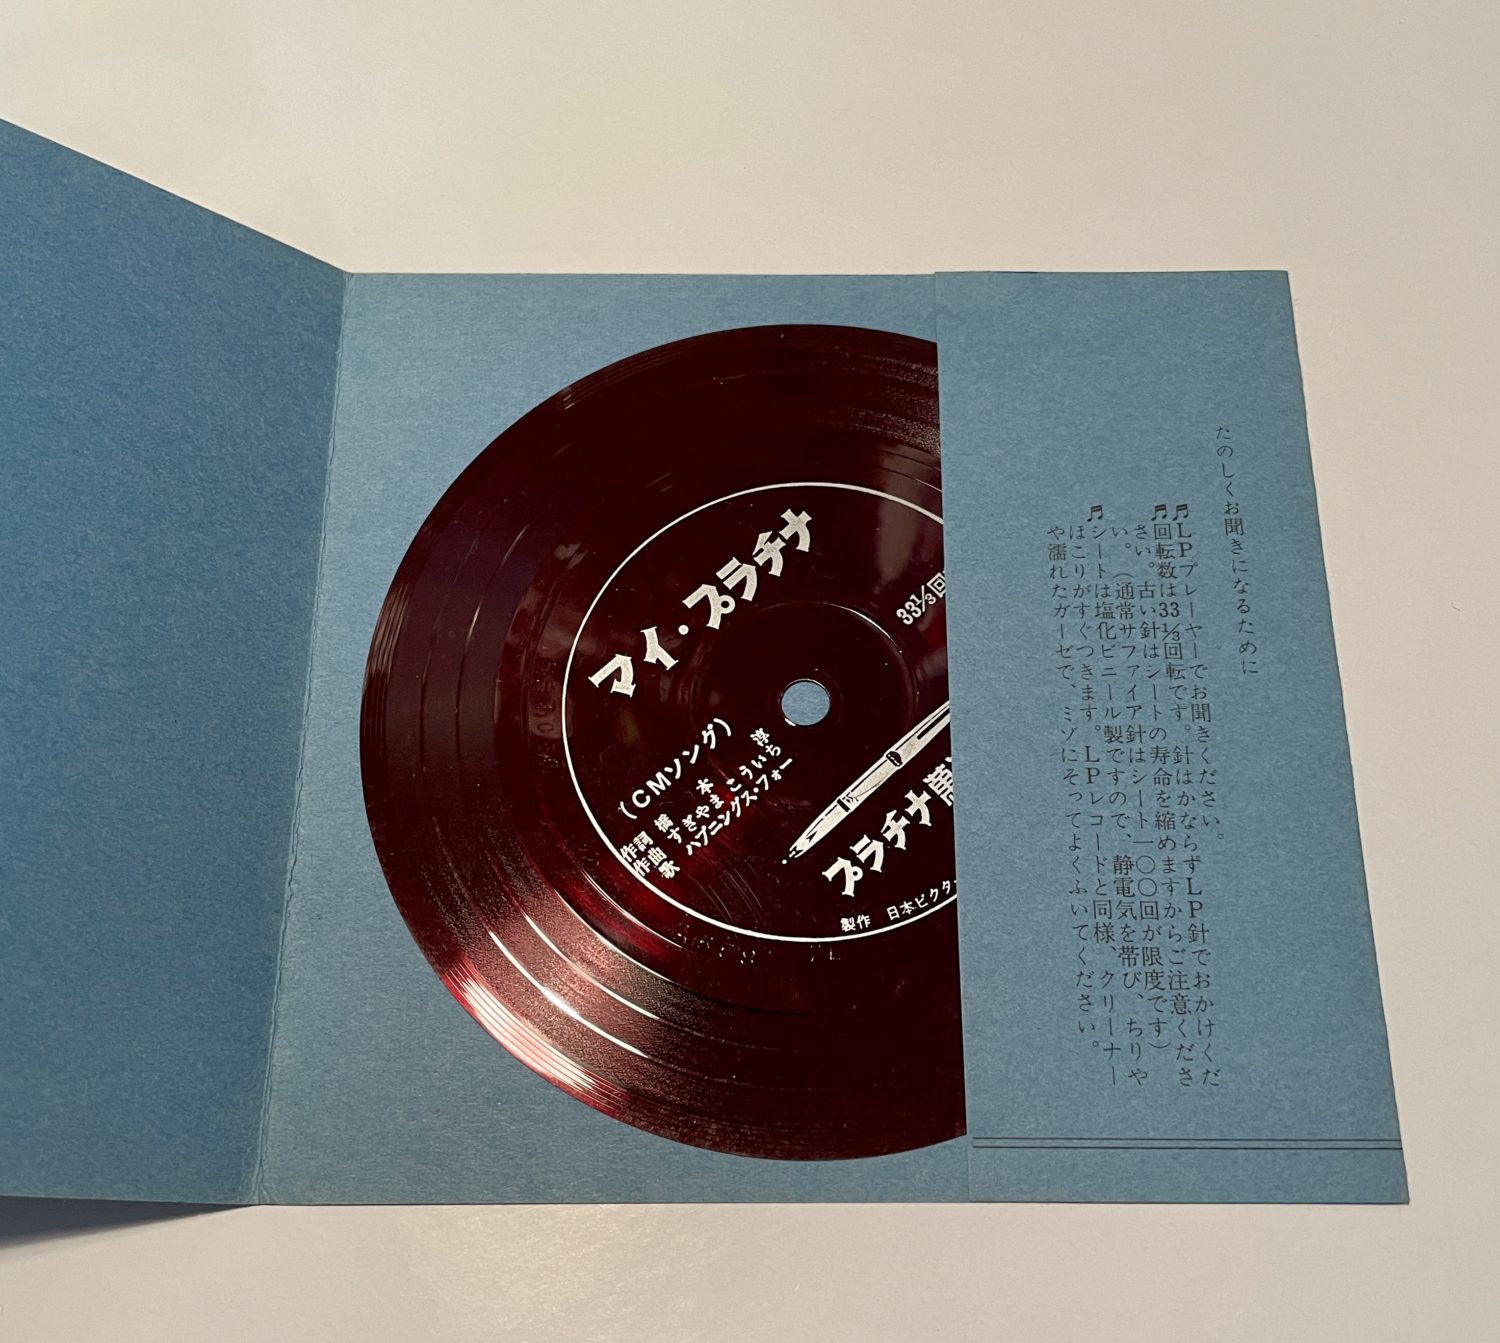 マイ・プラチナ
33⅓回
(CMソング)
作詞 橋本 淳
作曲 すぎやま こういち
歌 ハプニングス・フォー
プラチナ萬
製作 日本ビクター
たのしくお聞きになるために
♬LPプレーヤーでお聞きください。
♬回転数は33⅓回転です。針はかならずLP針でおかけくだ
さい。古い針はシートの寿命を縮めますからご注意くださ
い。(通常サファイア針はシート一〇〇回が限度です)
♬シートは塩化ビニール製ですので、静電気を帯び、ちりや
ほこりがすぐつきます。LPレコードと同様、クリーナー
や濡れたガーゼで、ミゾにそってよくふいてください。